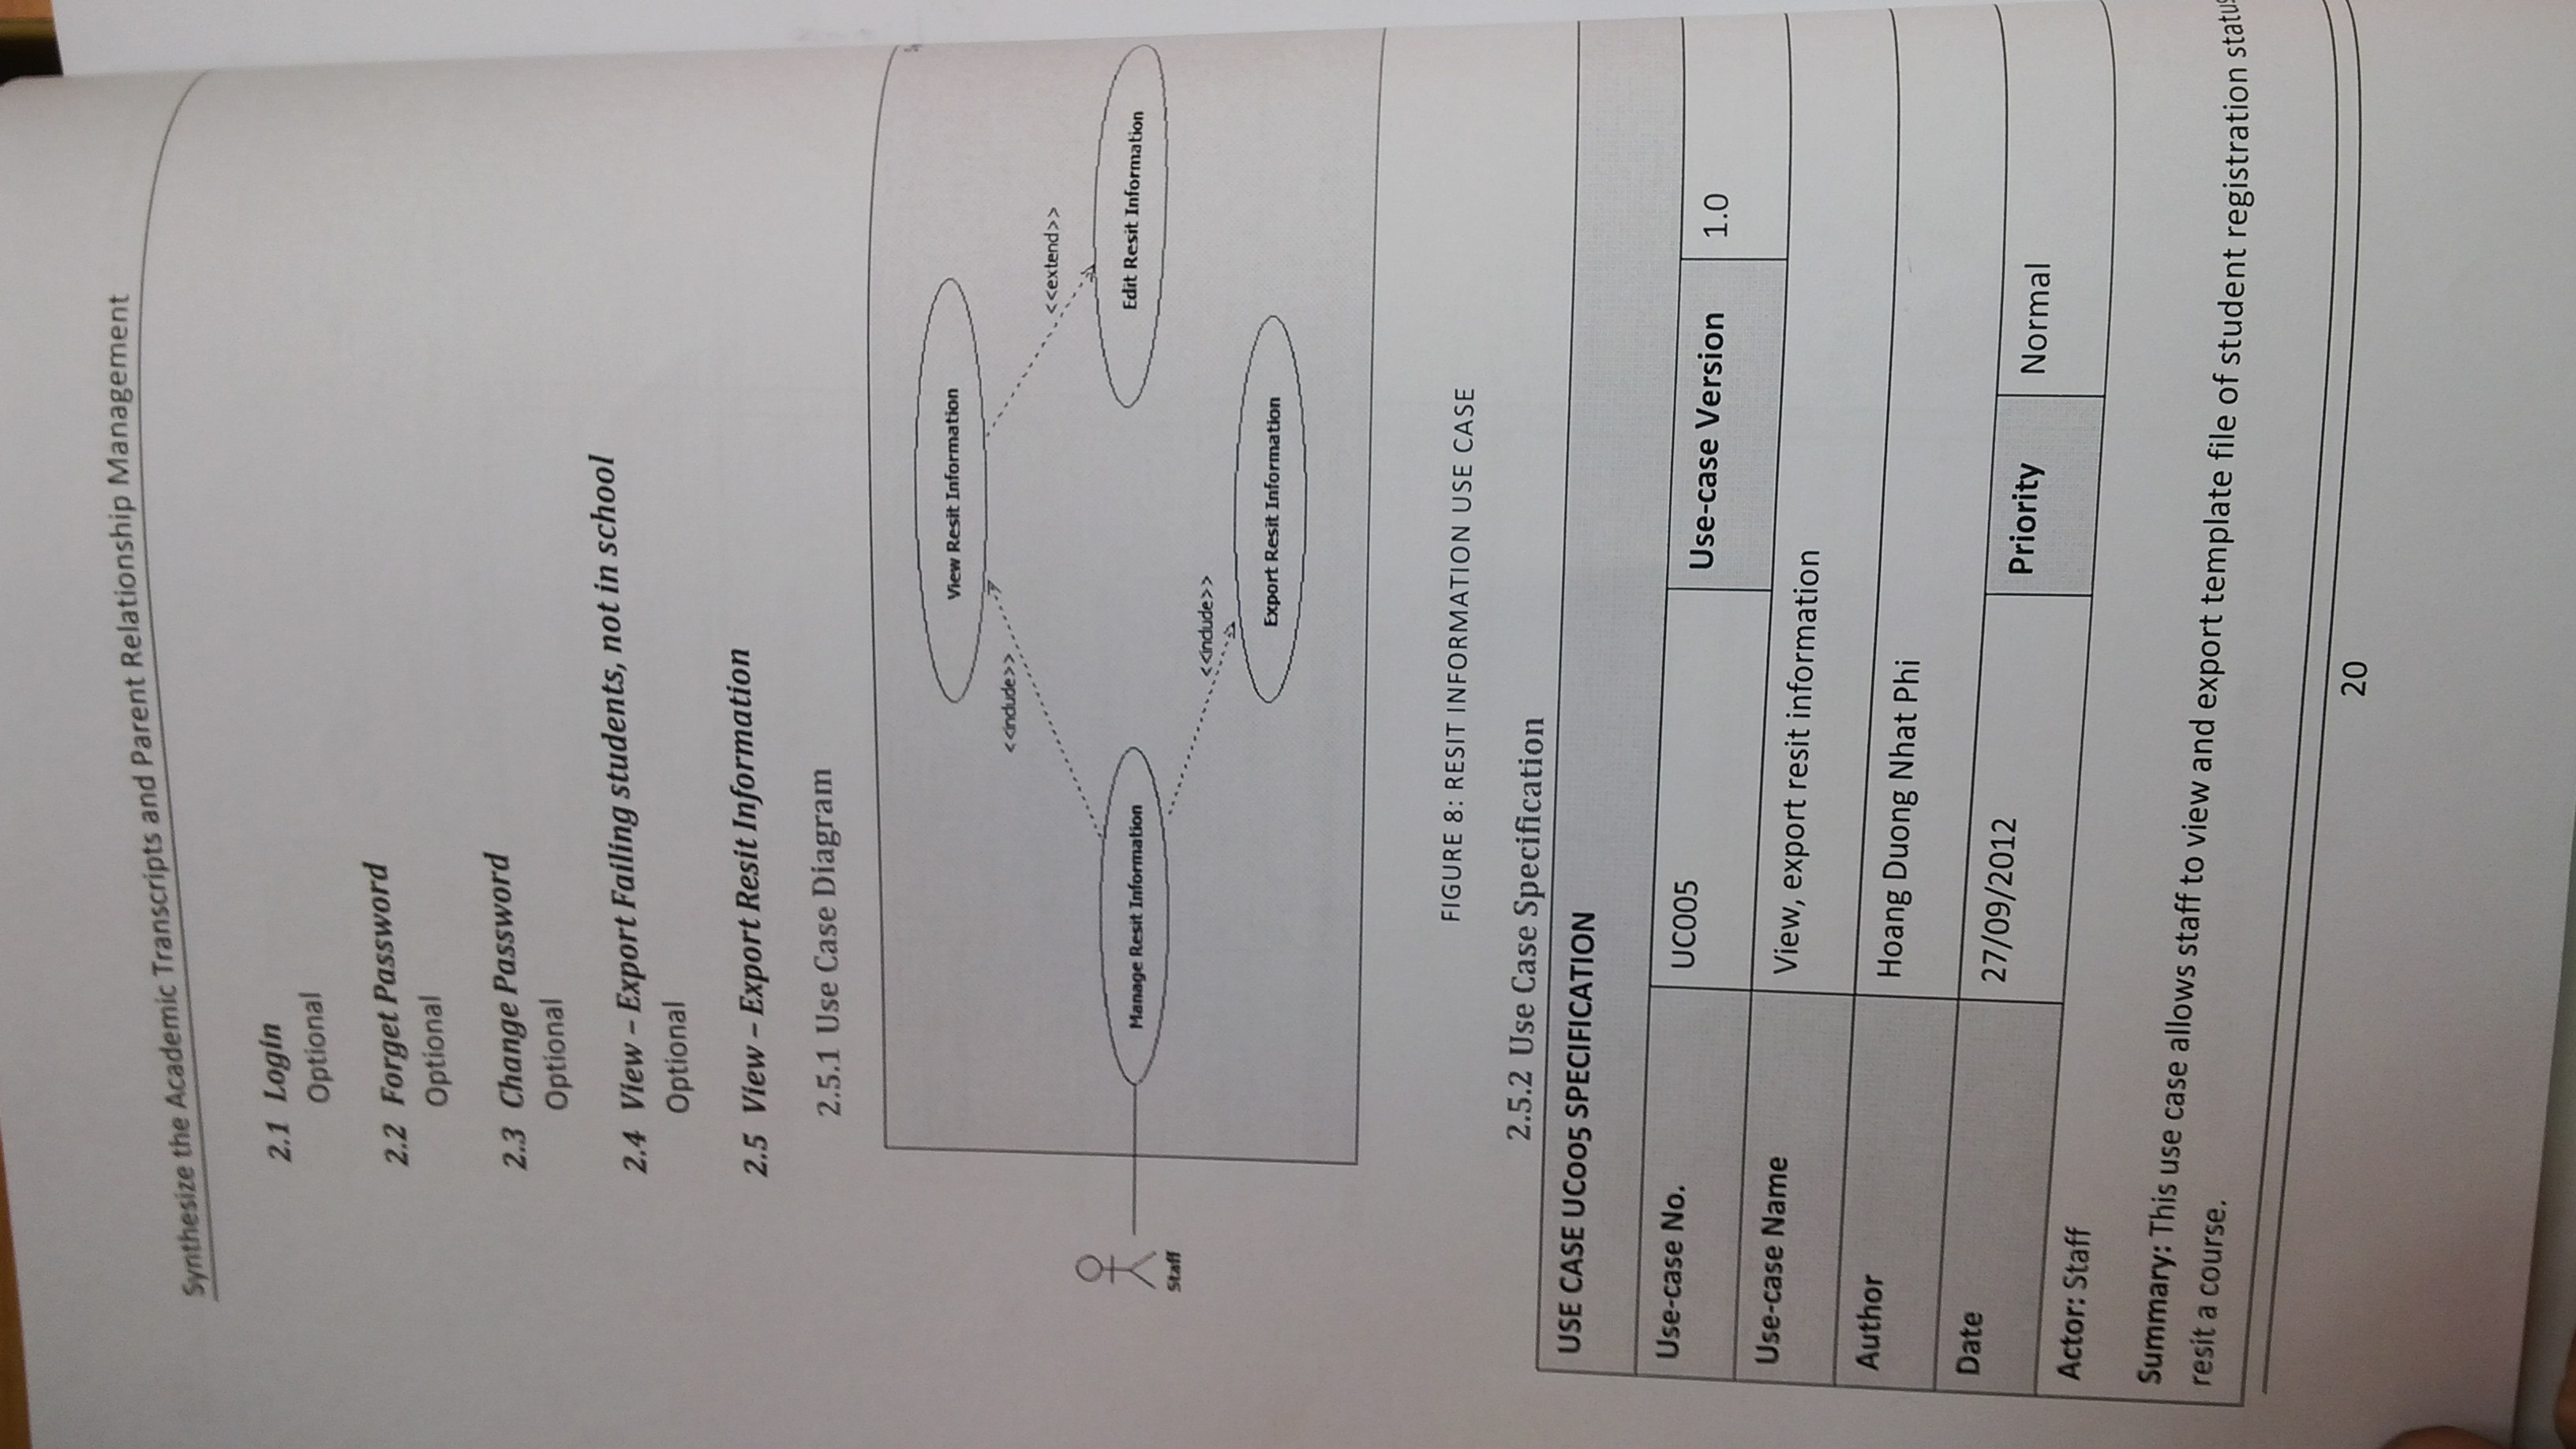 Synthesize the Academic Transcripts and Parent Relationship Management
2.1 Login
Optional
2.2 Forget Password
Optional
2.3 Change Password
Optional
2.4 View – Export Failing students, not in school
Optional
2.5 View – Export Resit Information
2.5.1 Use Case Diagram
View Resit Information
<<include>>
<<extend>>
Staff
Manage Resit Information
Edit Resit Information
<<include>>
Export Resit Information
FIGURE 8: RESIT INFORMATION USE CASE
2.5.2 Use Case Specification
USE CASE UC005 SPECIFICATION
Use-case No. UC005 Use-case Version 1.0
Use-case Name View, export resit information
Author Hoang Duong Nhat Phi
Date 27/09/2012 Priority Normal
Actor: Staff
Summary: This use case allows staff to view and export template file of student registration status
resit a course.
20